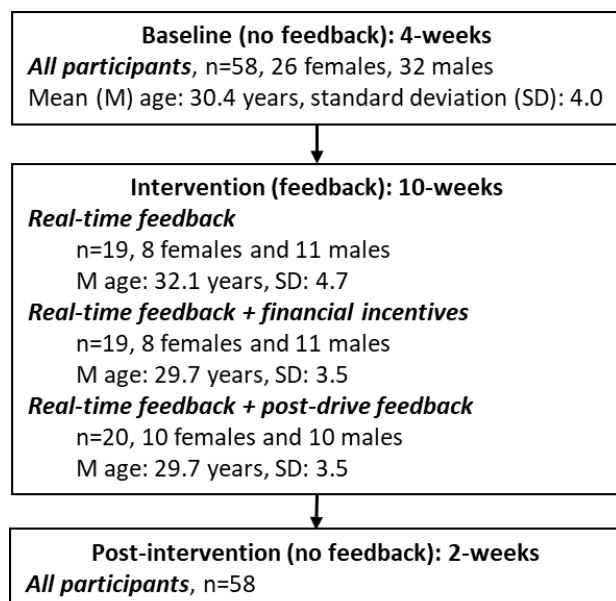 Baseline (no feedback): 4-weeks
All participants, n=58, 26 females, 32 males
Mean (M) age: 30.4 years, standard deviation (SD): 4.0
Intervention (feedback): 10-weeks
Real-time feedback
n=19, 8 females and 11 males
M age: 32.1 years, SD: 4.7
Real-time feedback + financial incentives
n=19, 8 females and 11 males
M age: 29.7 years, SD: 3.5
Real-time feedback + post-drive feedback
n=20, 10 females and 10 males
M age: 29.7 years, SD: 3.5
Post-intervention (no feedback): 2-weeks
All participants, n=58